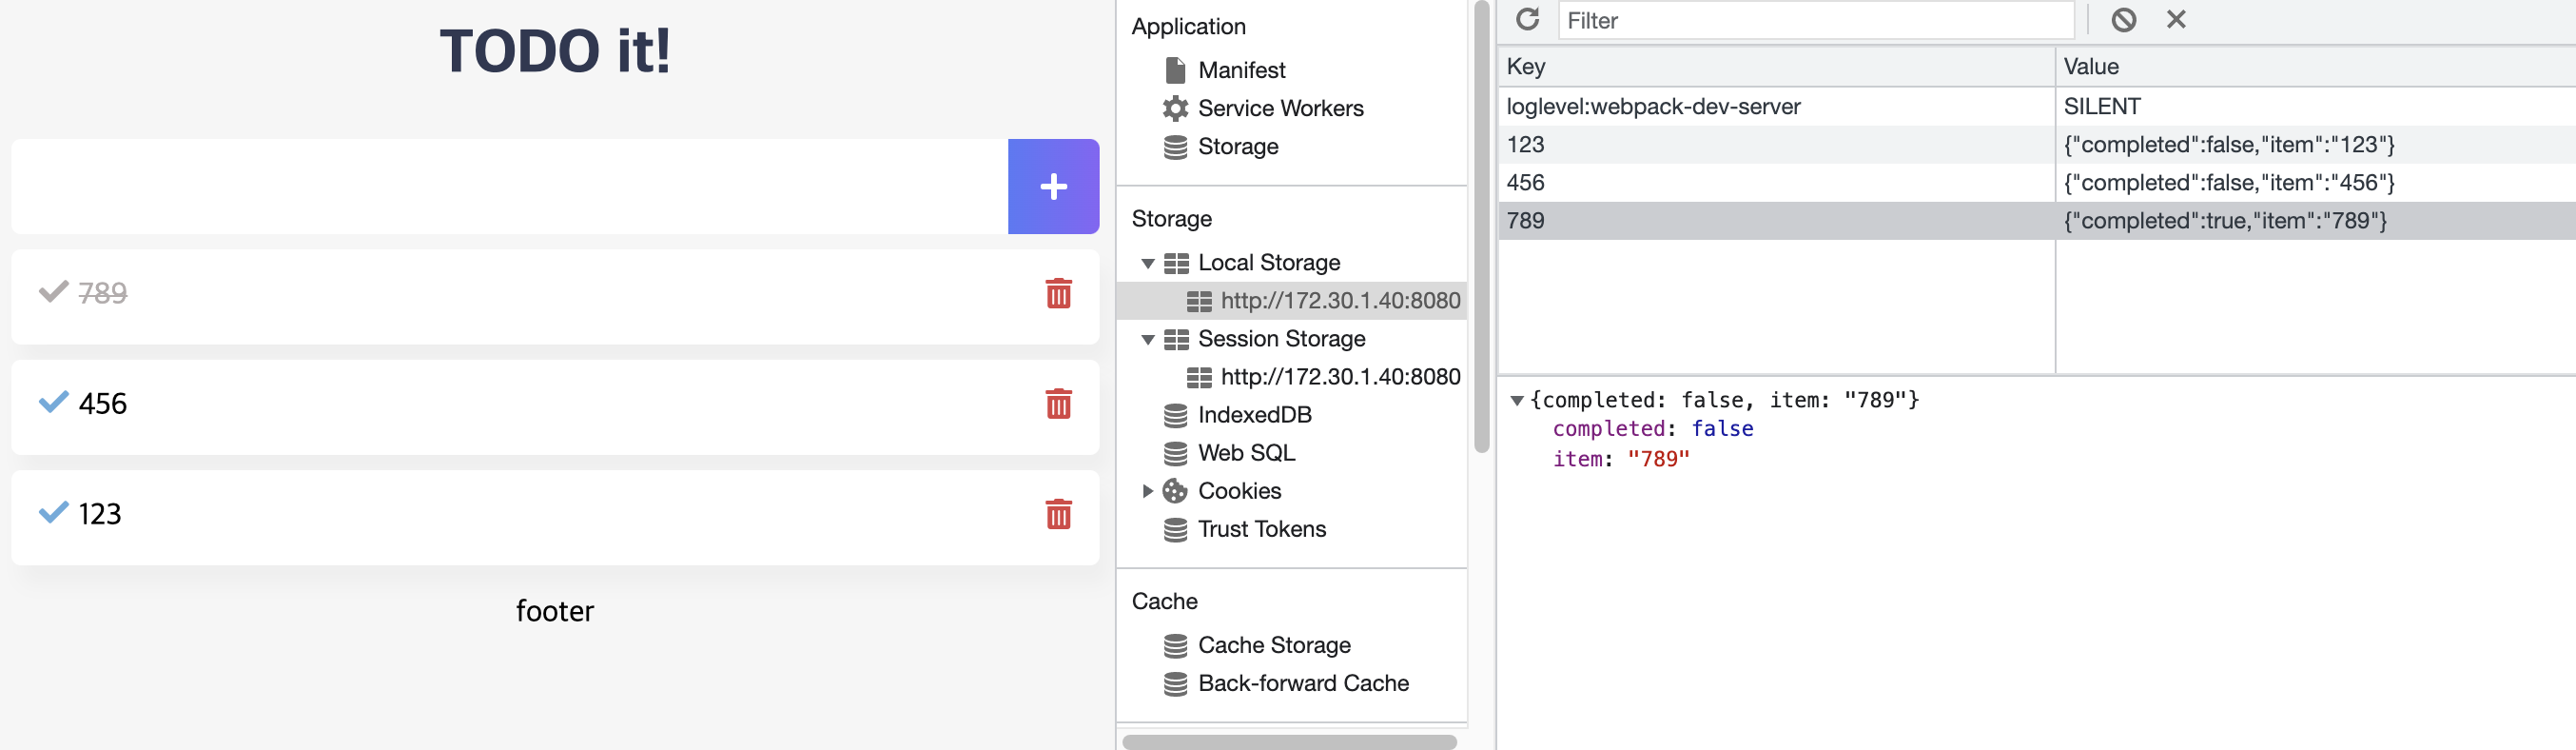 TODO it!
789
456
123
footer
Application
Manifest
Service Workers
Storage
Storage
Local Storage
http://172.30.1.40:8080
Session Storage
http://172.30.1.40:8080
IndexedDB
Web SQL
Cookies
Trust Tokens
Cache
Cache Storage
Back-forward Cache
Filter
Key Value
loglevel:webpack-dev-server SILENT
123 {"completed":false,"item":"123"}
456 {"completed":false,"item":"456"}
789 {"completed":true,"item":"789"}
{completed: false, item: "789"}
completed: false
item: "789"